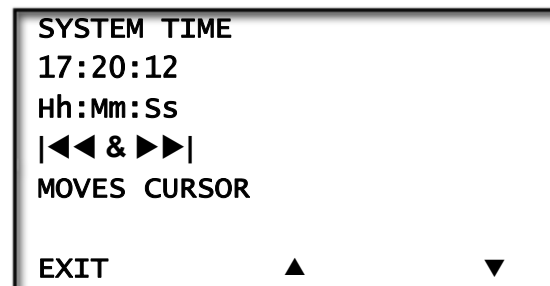 SYSTEM TIME
17:20:12
Hh:Mm:Ss
|◀◀ & ▶▶|
MOVES CURSOR
EXIT ▲ ▼